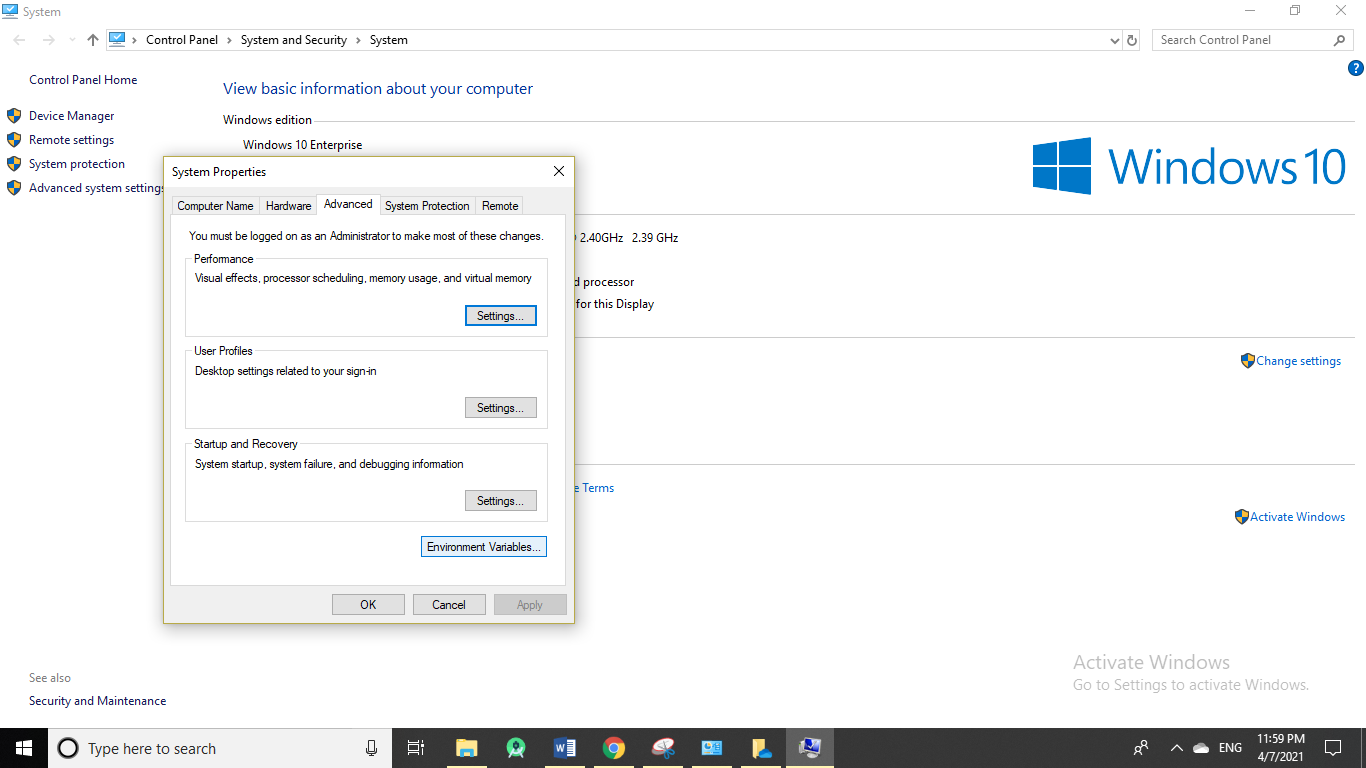 System
Control Panel > System and Security > System
Search Control Panel
Control Panel Home
Device Manager
Remote settings
System protection
Advanced system settings
View basic information about your computer
Windows edition
Windows 10 Enterprise
Windows 10
2.40GHz 2.39 GHz
d processor
for this Display
Change settings
e Terms
Activate Windows
System Properties
Computer Name Hardware Advanced System Protection Remote
You must be logged on as an Administrator to make most of these changes.
Performance
Visual effects, processor scheduling, memory usage, and virtual memory
Settings...
User Profiles
Desktop settings related to your sign-in
Settings...
Startup and Recovery
System startup, system failure, and debugging information
Settings...
Environment Variables...
OK Cancel Apply
See also
Security and Maintenance
Activate Windows
Go to Settings to activate Windows.
Type here to search
ENG
11:59 PM
4/7/2021